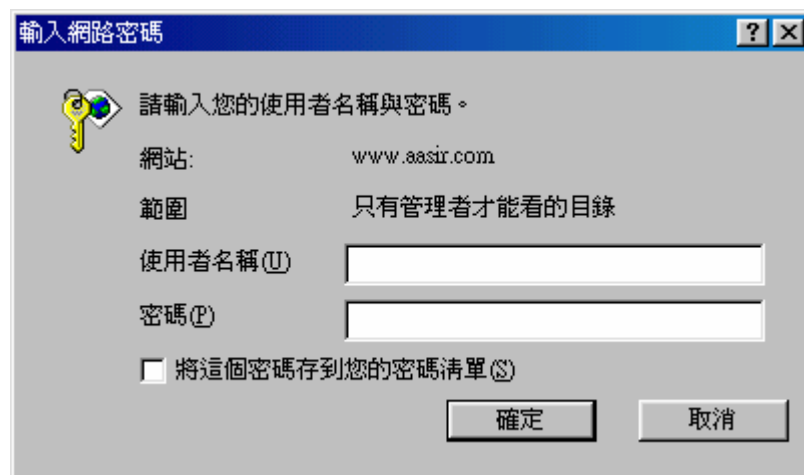 輸入網路密碼
請輸入您的使用者名稱與密碼。
網站: www.aasir.com
範圍 只有管理者才能看的目錄
使用者名稱(U)
密碼(P)
將這個密碼存到您的密碼清單(S)
確定 取消